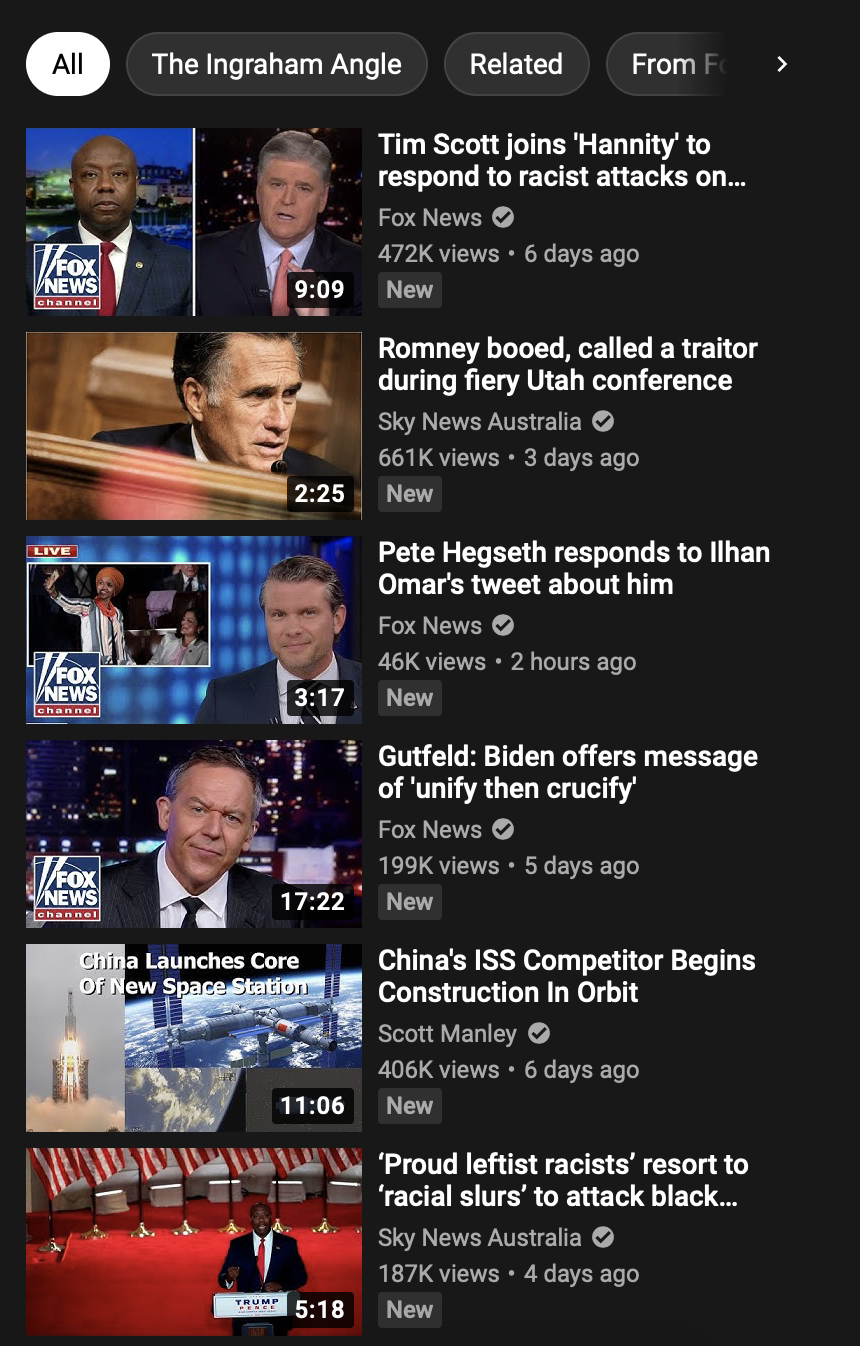 All
The Ingraham Angle
Related
From Fo
Tim Scott joins 'Hannity' to
respond to racist attacks on...
Fox News
472K views • 6 days ago
New
FOX
NEWS
channel
9:09
Romney booed, called a traitor
during fiery Utah conference
Sky News Australia
661K views • 3 days ago
New
2:25
Pete Hegseth responds to Ilhan
Omar's tweet about him
Fox News
46K views • 2 hours ago
New
LIVE
FOX
NEWS
channel
3:17
Gutfeld: Biden offers message
of 'unify then crucify'
Fox News
199K views • 5 days ago
New
FOX
NEWS
channel
17:22
China Launches Core
Of New Space Station
11:06
China's ISS Competitor Begins
Construction In Orbit
Scott Manley
406K views • 6 days ago
New
‘Proud leftist racists’ resort to
‘racial slurs’ to attack black...
Sky News Australia
187K views • 4 days ago
New
TRUMP
PENCE
5:18